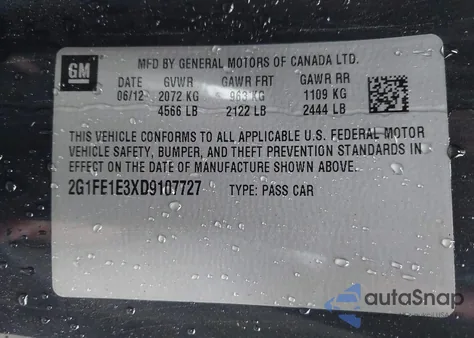 GM
MFD BY GENERAL MOTORS OF CANADA LTD.
DATE GVWR GAWR FRT GAWR RR
06/12 2072 KG 963 KG 1109 KG
4566 LB 2122 LB 2444 LB
THIS VEHICLE CONFORMS TO ALL APPLICABLE U.S. FEDERAL MOTOR
VEHICLE SAFETY, BUMPER, AND THEFT PREVENTION STANDARDS IN
EFFECT ON THE DATE OF MANUFACTURE SHOWN ABOVE.
2G1FE1E3XD9107727 TYPE: PASS CAR
autoSnap